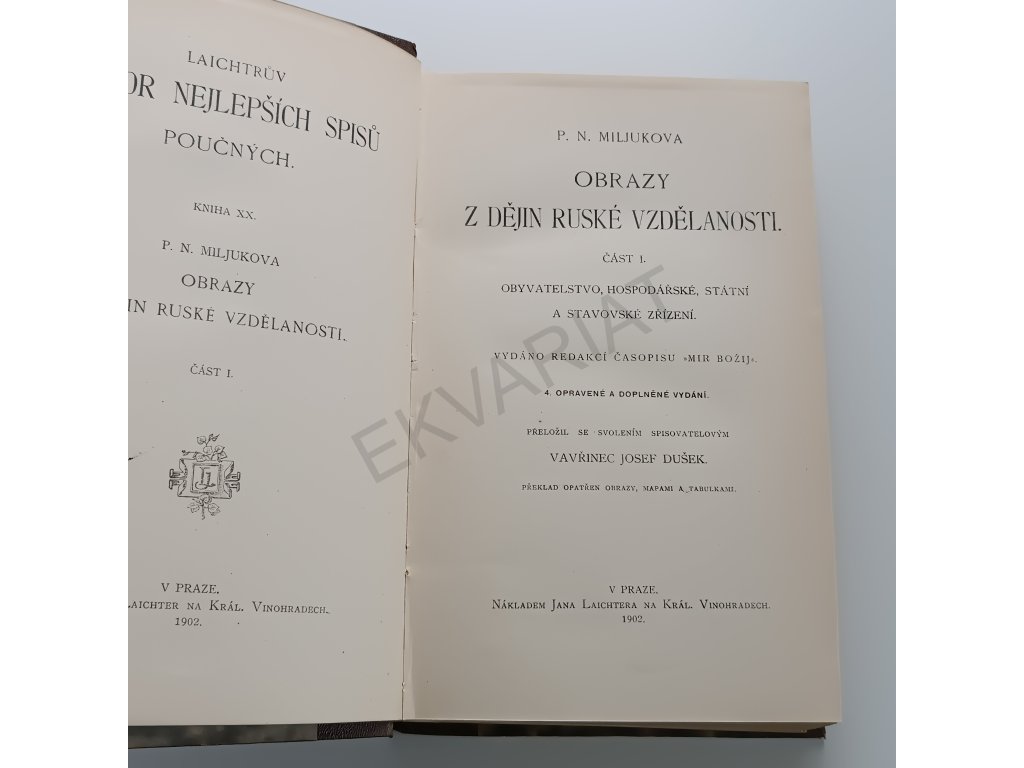 LAICHTRŮV
OR NEJLEPŠÍCH SPISŮ
POUČNÝCH.
KNIHA XX.
P. N. MILJUKOVA
OBRAZY
IN RUSKÉ VZDĚLANOSTI.
ČÁST I.
JL
V PRAZE.
LAICHTER NA KRÁL. VINOHRADECH.
1902.
P. N. MILJUKOVA
OBRAZY
Z DĚJIN RUSKÉ VZDĚLANOSTI.
ČÁST I.
OBYVATELSTVO, HOSPODÁŘSKÉ, STÁTNÍ
A STAVOVSKÉ ZŘÍZENÍ.
VYDÁNO REDAKCÍ ČASOPISU »MIR BOŽIJ«.
4. OPRAVENÉ A DOPLNĚNÉ VYDÁNÍ.
PŘELOŽIL SE SVOLENÍM SPISOVATELOVÝM
VAVŘINEC JOSEF DUŠEK.
PŘEKLAD OPATŘEN OBRAZY, MAPAMI A TABULKAMI.
V PRAZE.
NÁKLADEM JANA LAICHTERA NA KRÁL. VINOHRADECH.
1902.
EKVARIAT